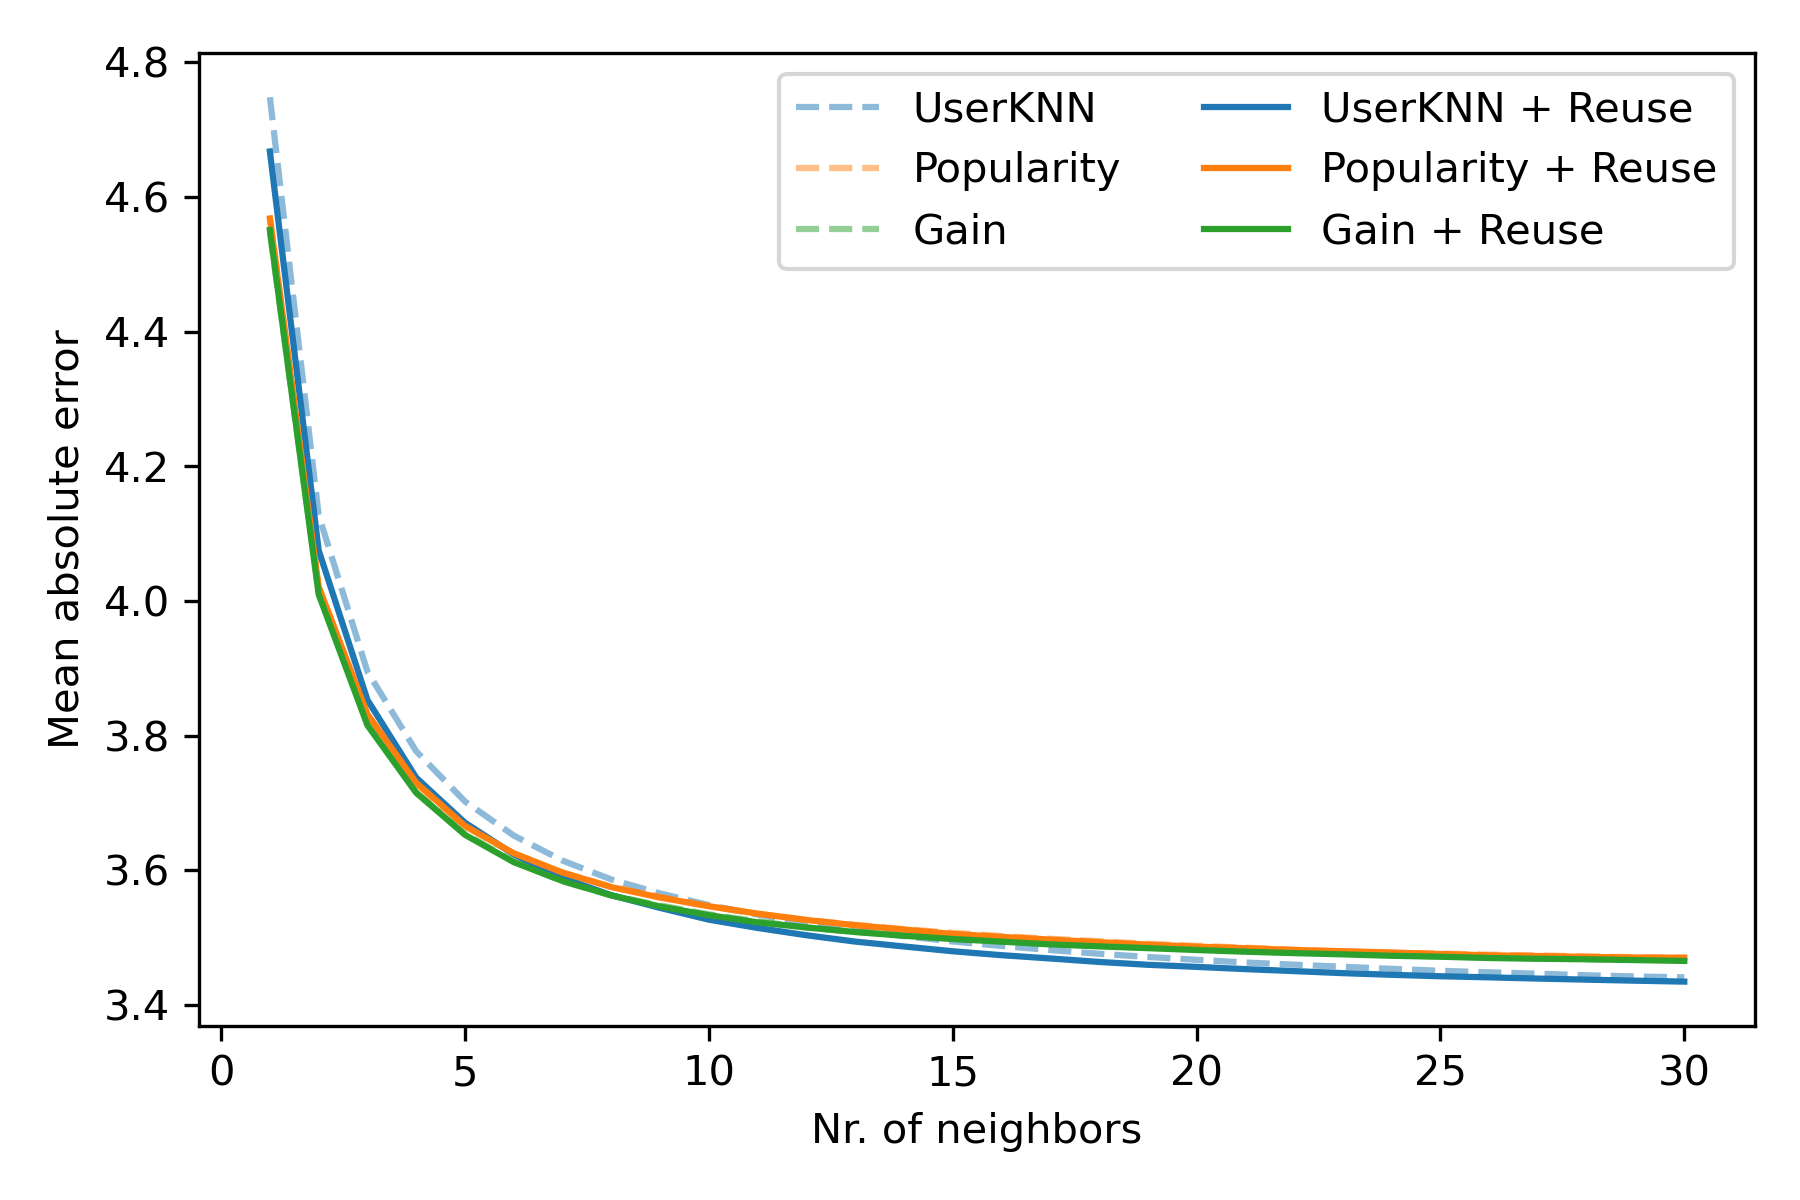 4.8
4.6
4.4
4.2
4.0
3.8
3.6
3.4
Mean absolute error
UserKNN
Popularity
Gain
UserKNN + Reuse
Popularity + Reuse
Gain + Reuse
0 5 10 15 20 25 30
Nr. of neighbors